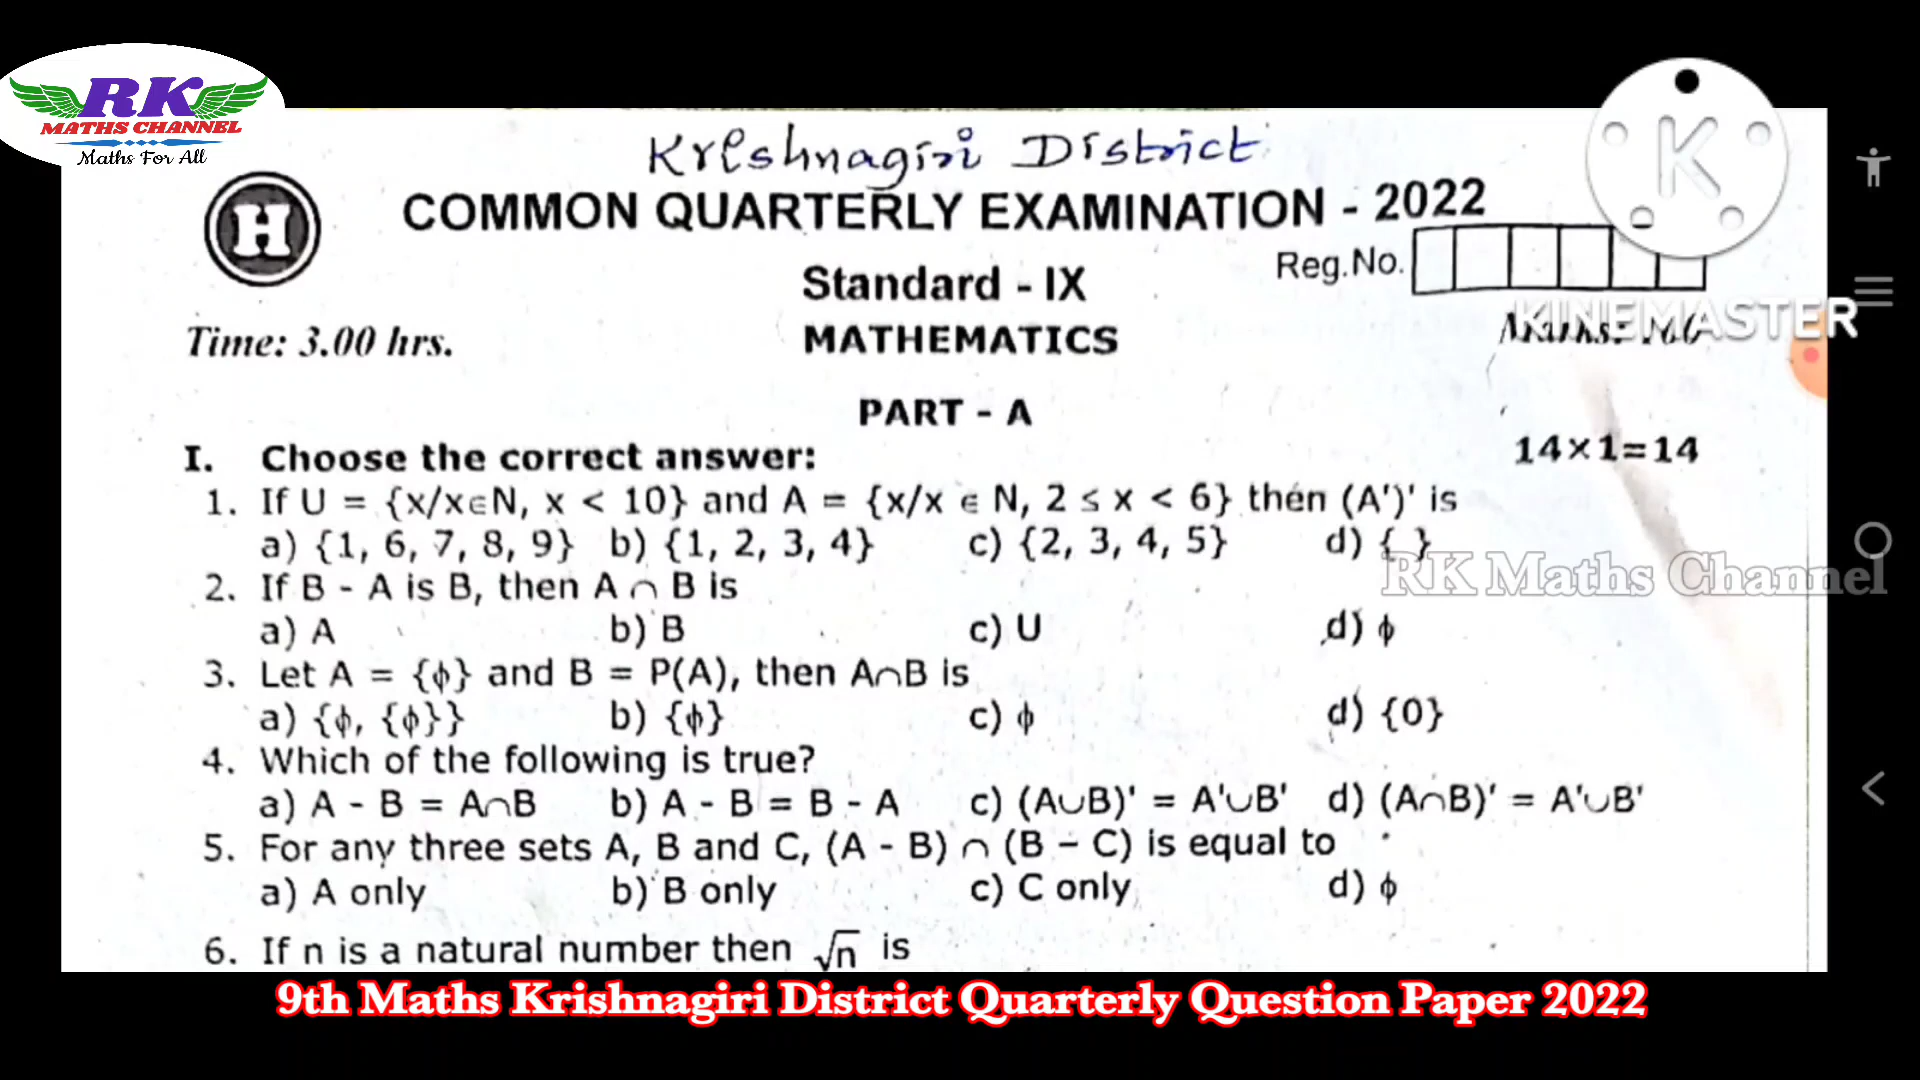 RK
MATHS CHANNEL
Maths For All
Kreshnagiri District
H
COMMON QUARTERLY EXAMINATION - 2022
Reg.No.
Standard - IX
Time: 3.00 hrs.
MATHEMATICS
K
KINEMASTER
Marks: 100
PART - A
I. Choose the correct answer: 14×1=14
1. If U = {x/x∈N, x < 10} and A = {x/x ∈ N, 2 ≤ x < 6} then (A')' is
a) {1, 6, 7, 8, 9} b) {1, 2, 3, 4} c) {2, 3, 4, 5} d) { }
RK Maths Channel
2. If B - A is B, then A ∩ B is
a) A b) B c) U d) ϕ
3. Let A = {ϕ} and B = P(A), then A∩B is
a) {ϕ, {ϕ}} b) {ϕ} c) ϕ d) {0}
4. Which of the following is true?
a) A - B = A∩B b) A - B = B - A c) (A∪B)' = A'∪B' d) (A∩B)' = A'∪B'
5. For any three sets A, B and C, (A - B) ∩ (B – C) is equal to
a) A only b) B only c) C only d) ϕ
6. If n is a natural number then √n is
9th Maths Krishnagiri District Quarterly Question Paper 2022